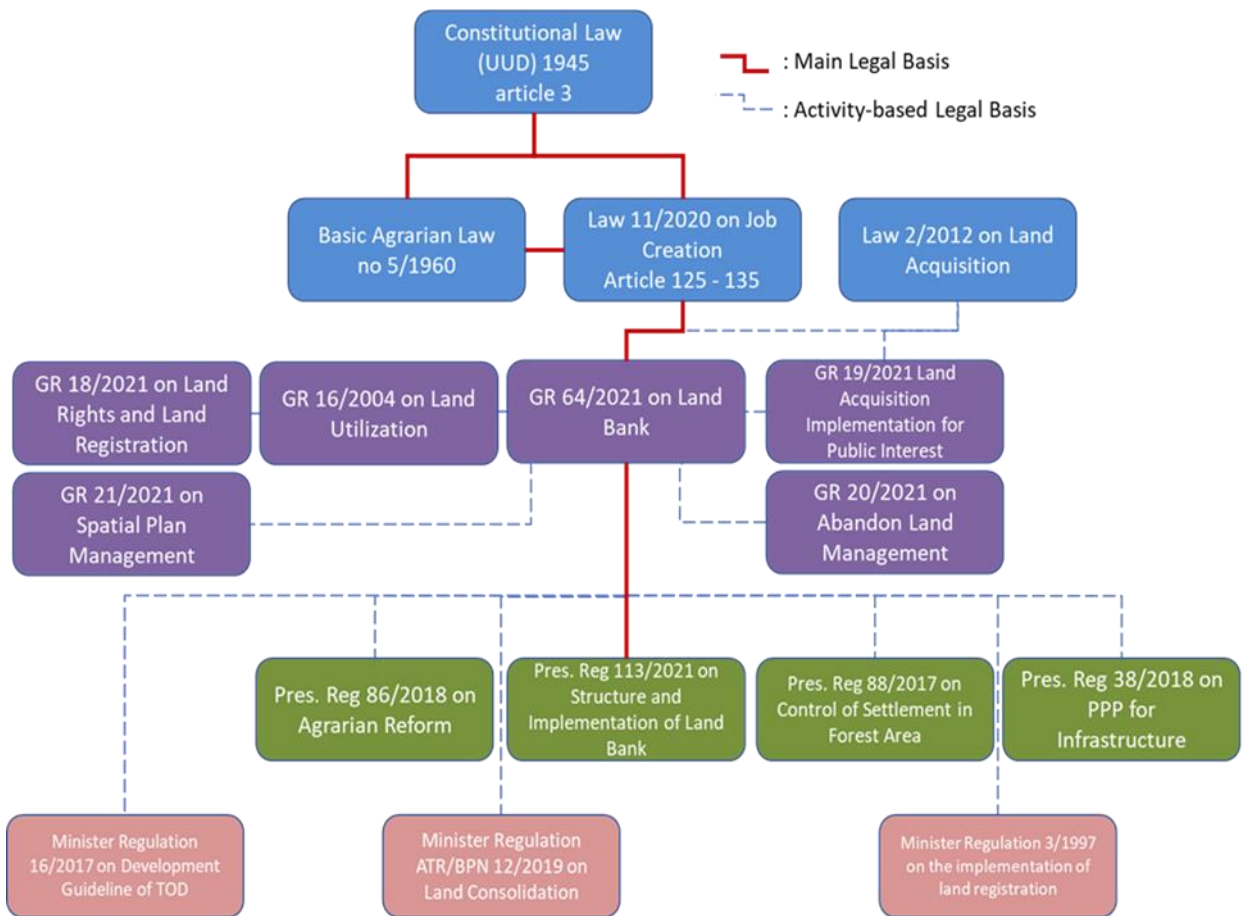 Constitutional Law
(UUD) 1945
article 3
: Main Legal Basis
: Activity-based Legal Basis
Basic Agrarian Law
no 5/1960
Law 11/2020 on Job
Creation
Article 125 - 135
Law 2/2012 on Land
Acquisition
GR 18/2021 on Land
Rights and Land
Registration
GR 16/2004 on Land
Utilization
GR 64/2021 on Land
Bank
GR 19/2021 Land
Acquisition
Implementation for
Public Interest
GR 21/2021 on
Spatial Plan
Management
GR 20/2021 on
Abandon Land
Management
Pres. Reg 86/2018 on
Agrarian Reform
Pres. Reg 113/2021 on
Structure and
Implementation of Land
Bank
Pres. Reg 88/2017 on
Control of Settlement in
Forest Area
Pres. Reg 38/2018 on
PPP for
Infrastructure
Minister Regulation
16/2017 on Development
Guideline of TOD
Minister Regulation
ATR/BPN 12/2019 on
Land Consolidation
Minister Regulation 3/1997
on the implementation of
land registration